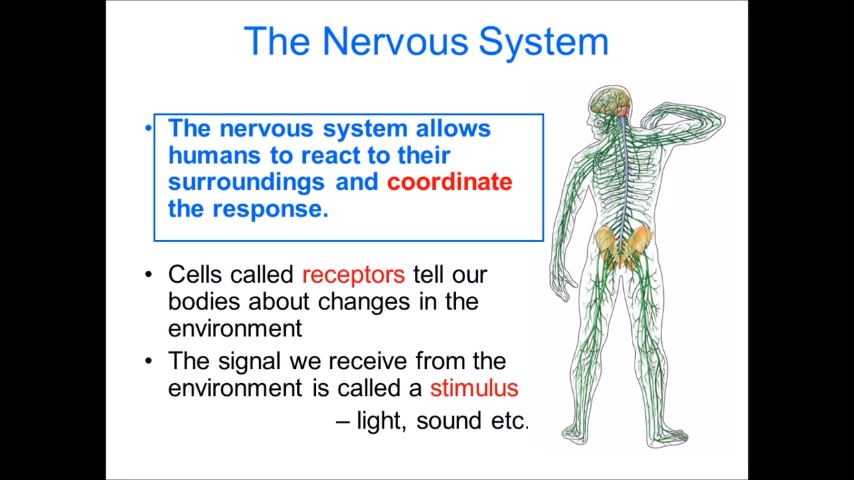 The Nervous System
• The nervous system allows
humans to react to their
surroundings and coordinate
the response.
• Cells called receptors tell our
bodies about changes in the
environment
• The signal we receive from the
environment is called a stimulus
– light, sound etc.